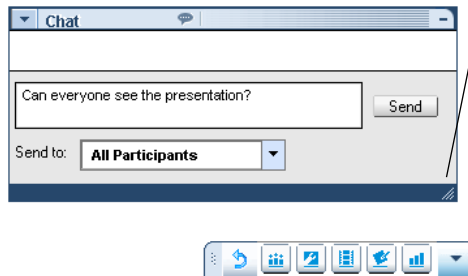 Chat
Can everyone see the presentation?
Send
Send to: All Participants